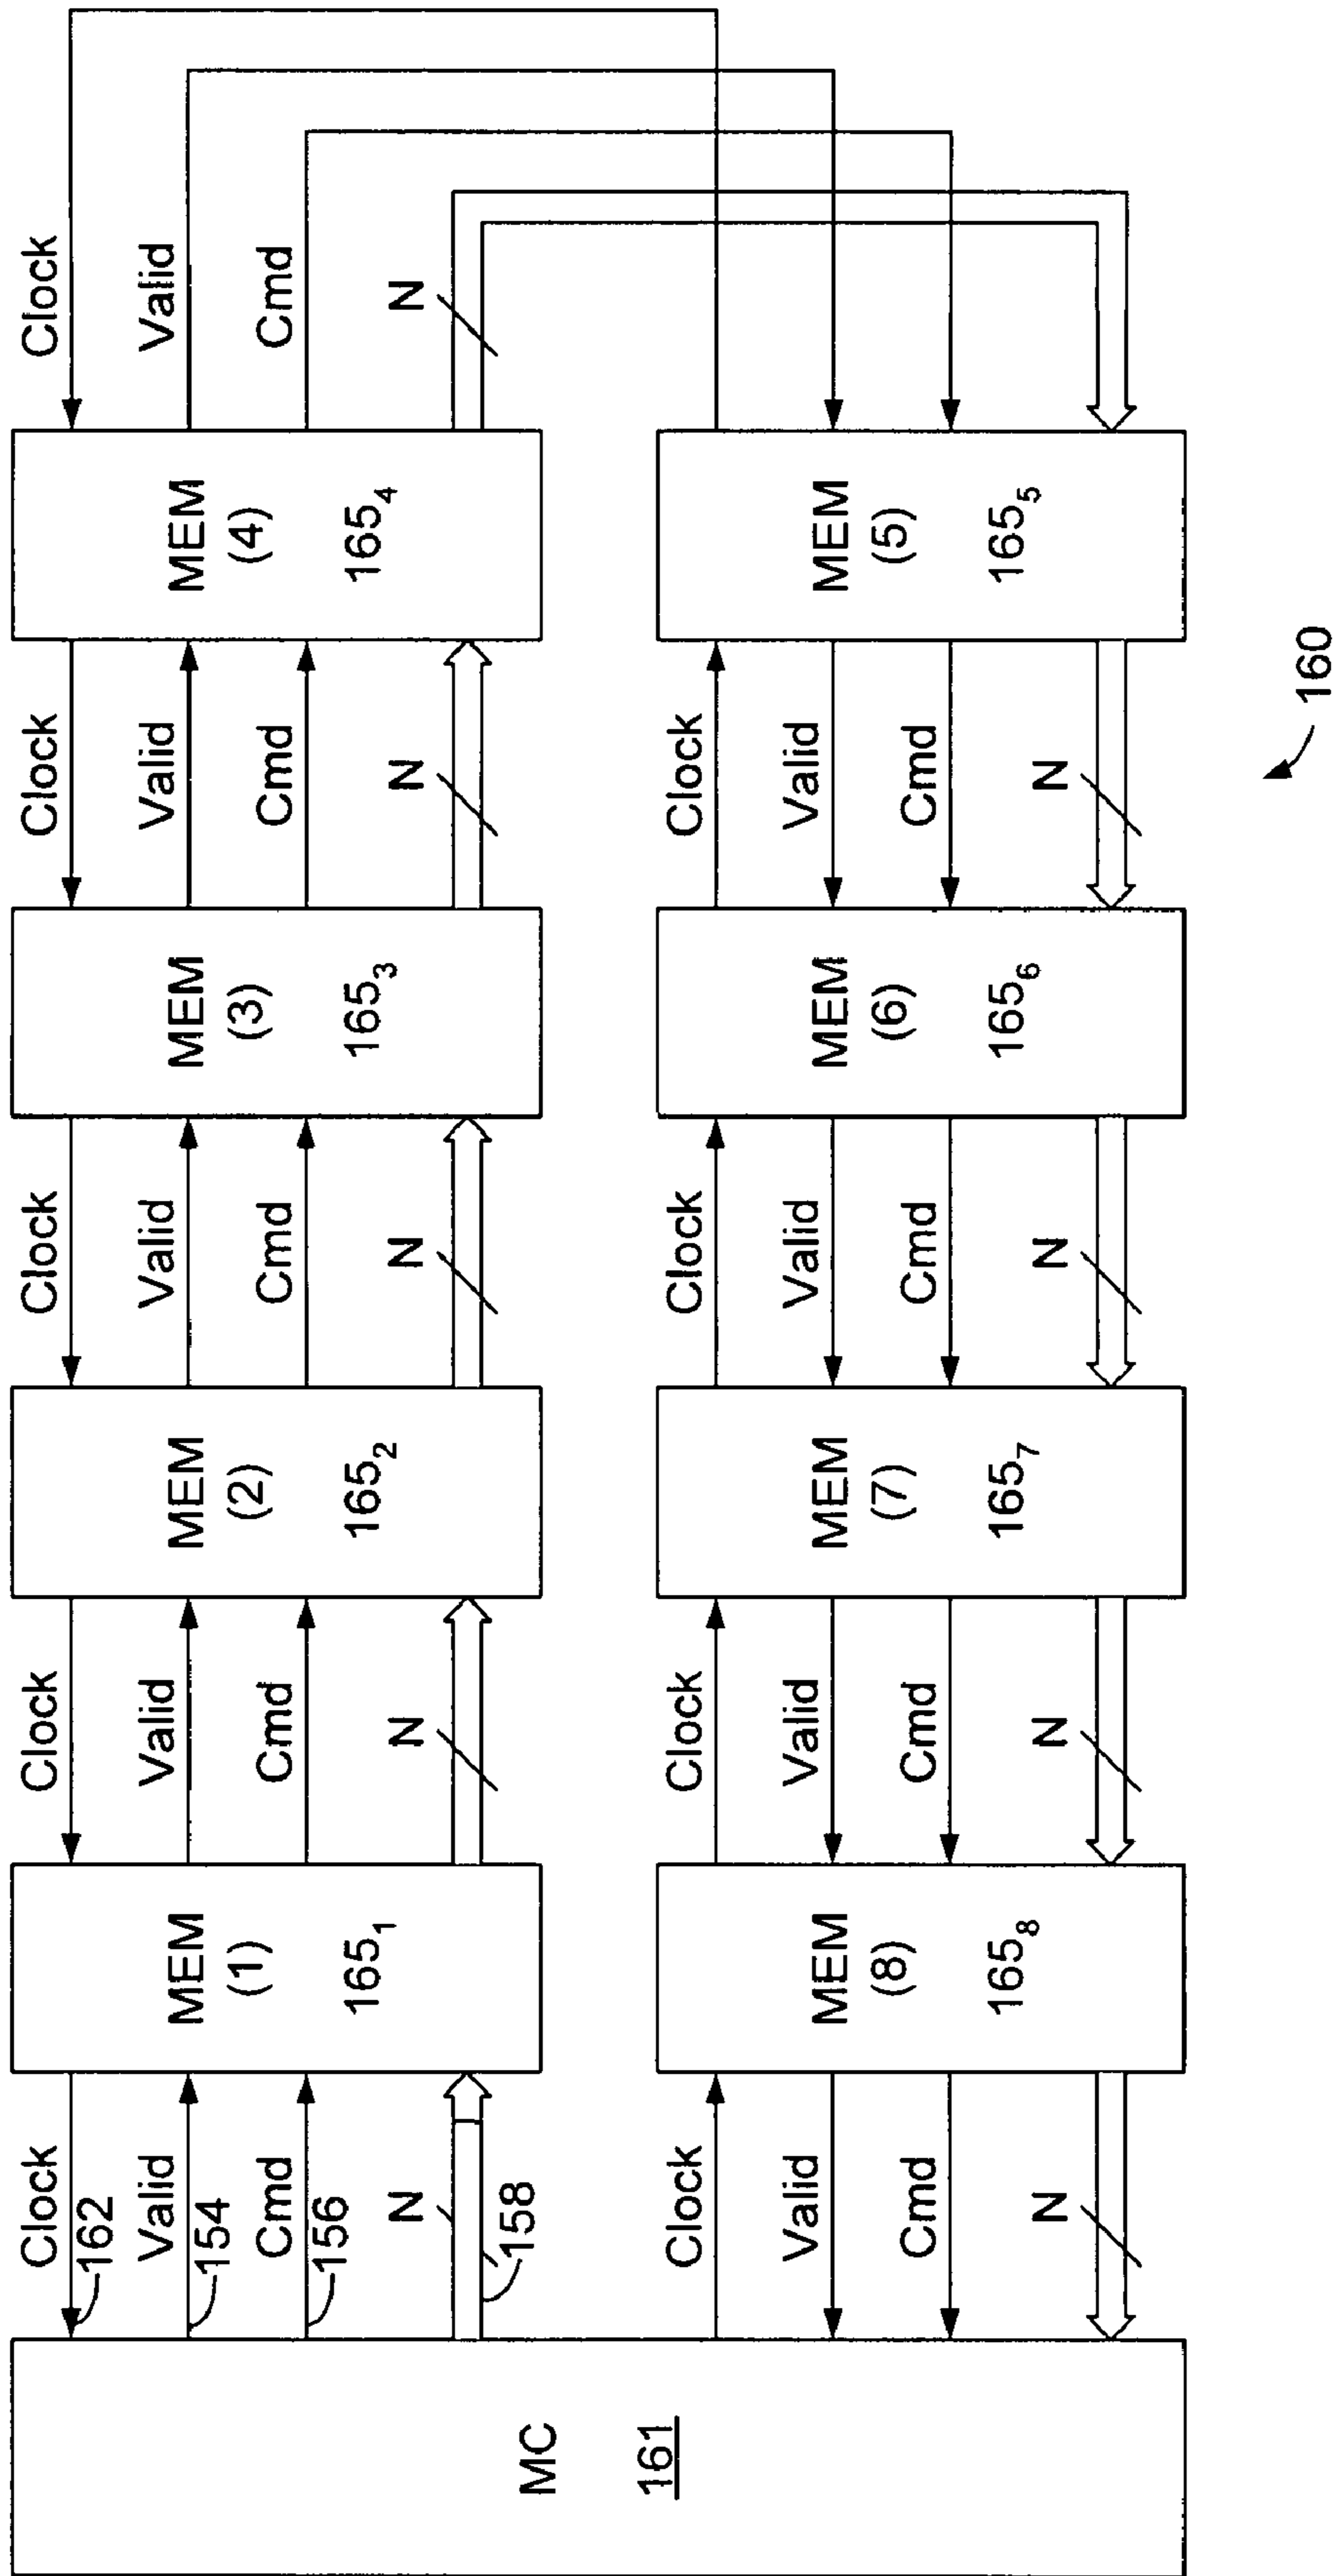 Clock
162
Valid
154
Cmd
156
N
158
Clock
Valid
Cmd
N
Clock
Valid
Cmd
N
Clock
Valid
Cmd
N
Clock
Valid
Cmd
N
MEM
(1)
165₁
MEM
(2)
165₂
MEM
(3)
165₃
MEM
(4)
165₄
MC
161
Clock
Valid
Cmd
N
Clock
Valid
Cmd
N
Clock
Valid
Cmd
N
Clock
Valid
Cmd
N
MEM
(8)
165₈
MEM
(7)
165₇
MEM
(6)
165₆
MEM
(5)
165₅
160